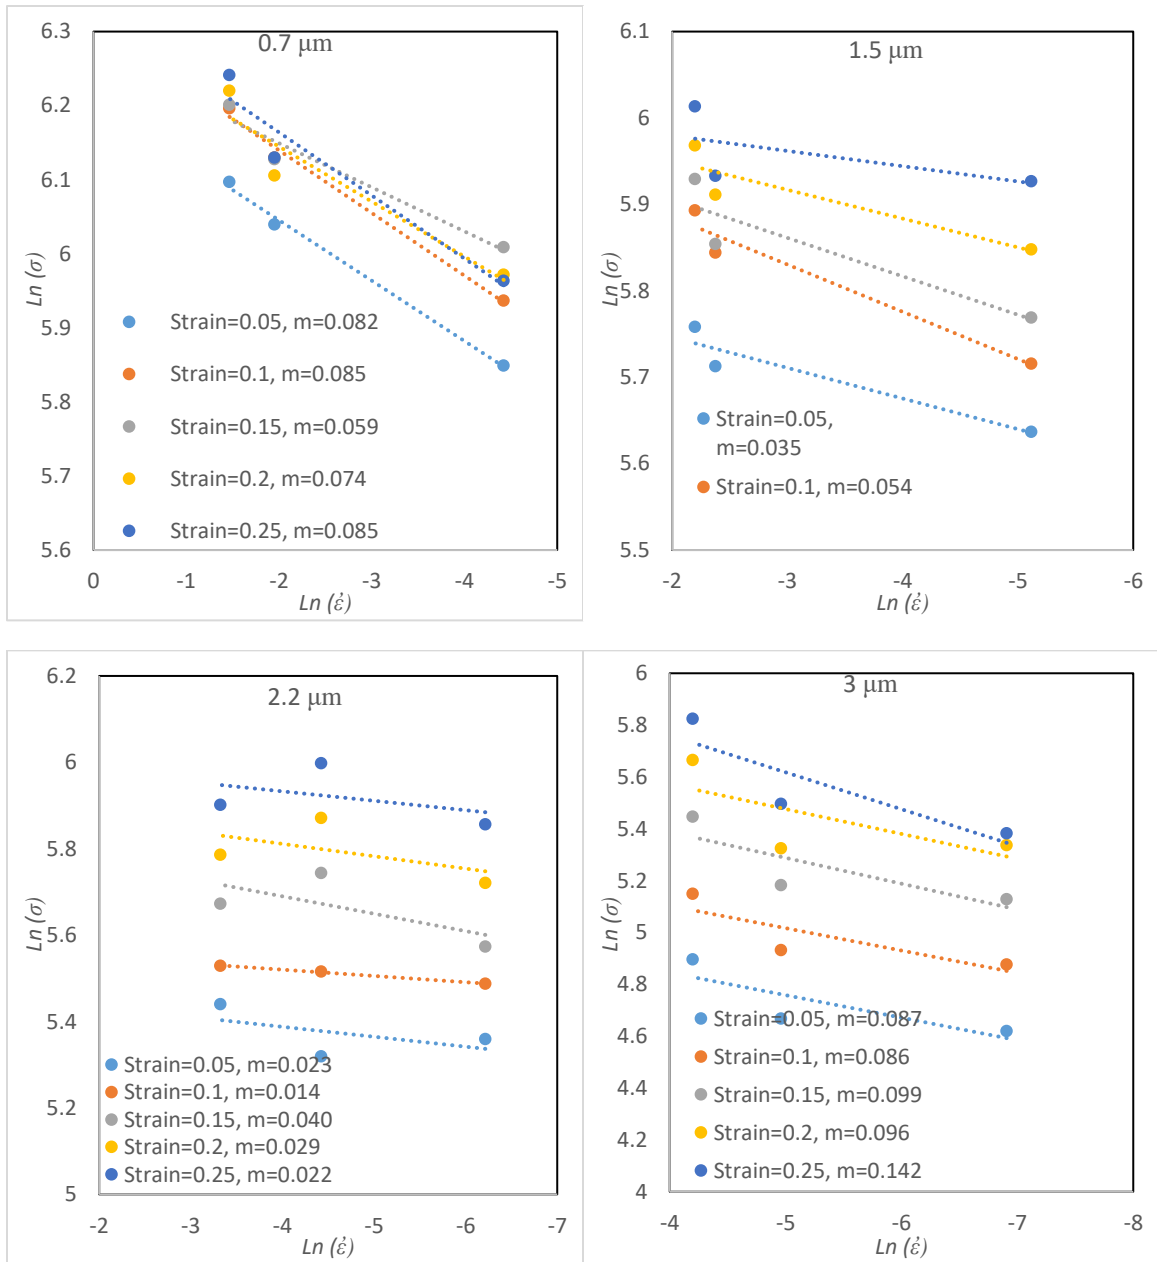 0.7 μm
6.3
6.2
6.1
6
5.9
5.8
5.7
5.6
Ln (σ)
Strain=0.05, m=0.082
Strain=0.1, m=0.085
Strain=0.15, m=0.059
Strain=0.2, m=0.074
Strain=0.25, m=0.085
0 -1 -2 -3 -4 -5
Ln (ε̇)
1.5 μm
6.1
6
5.9
5.8
5.7
5.6
5.5
Ln (σ)
Strain=0.05,
m=0.035
Strain=0.1, m=0.054
-2 -3 -4 -5 -6
Ln (ε̇)
2.2 μm
6.2
6
5.8
5.6
5.4
5.2
5
Ln (σ)
Strain=0.05, m=0.023
Strain=0.1, m=0.014
Strain=0.15, m=0.040
Strain=0.2, m=0.029
Strain=0.25, m=0.022
-2 -3 -4 -5 -6 -7
Ln (ε̇)
3 μm
6
5.8
5.6
5.4
5.2
5
4.8
4.6
4.4
4.2
4
Ln (σ)
Strain=0.05, m=0.087
Strain=0.1, m=0.086
Strain=0.15, m=0.099
Strain=0.2, m=0.096
Strain=0.25, m=0.142
-4 -5 -6 -7 -8
Ln (ε̇)